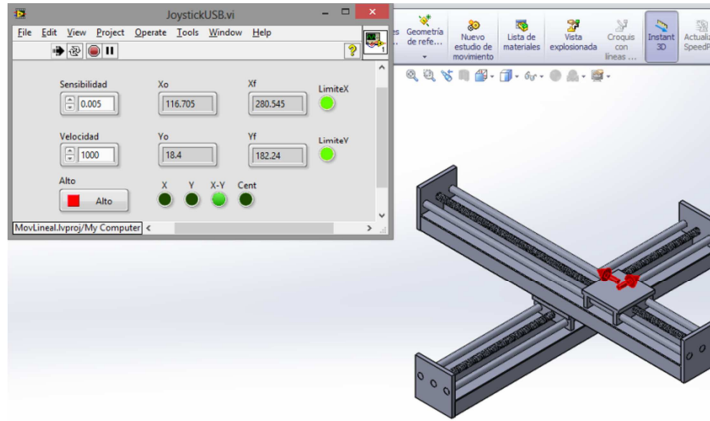 JoystickUSB.vi
File Edit View Project Operate Tools Window Help
Sensibilidad
0.005
Xo
116.705
Xf
280.545
LimiteX
Velocidad
1000
Yo
18.4
Yf
182.24
LimiteY
Alto
Alto
X Y X-Y Cent
MovLineal.lvproj/My Computer
Geometría
de refe...
Nuevo
estudio de
movimiento
Lista de
materiales
Vista
explosionada
Croquis
con
líneas ...
Instant
3D